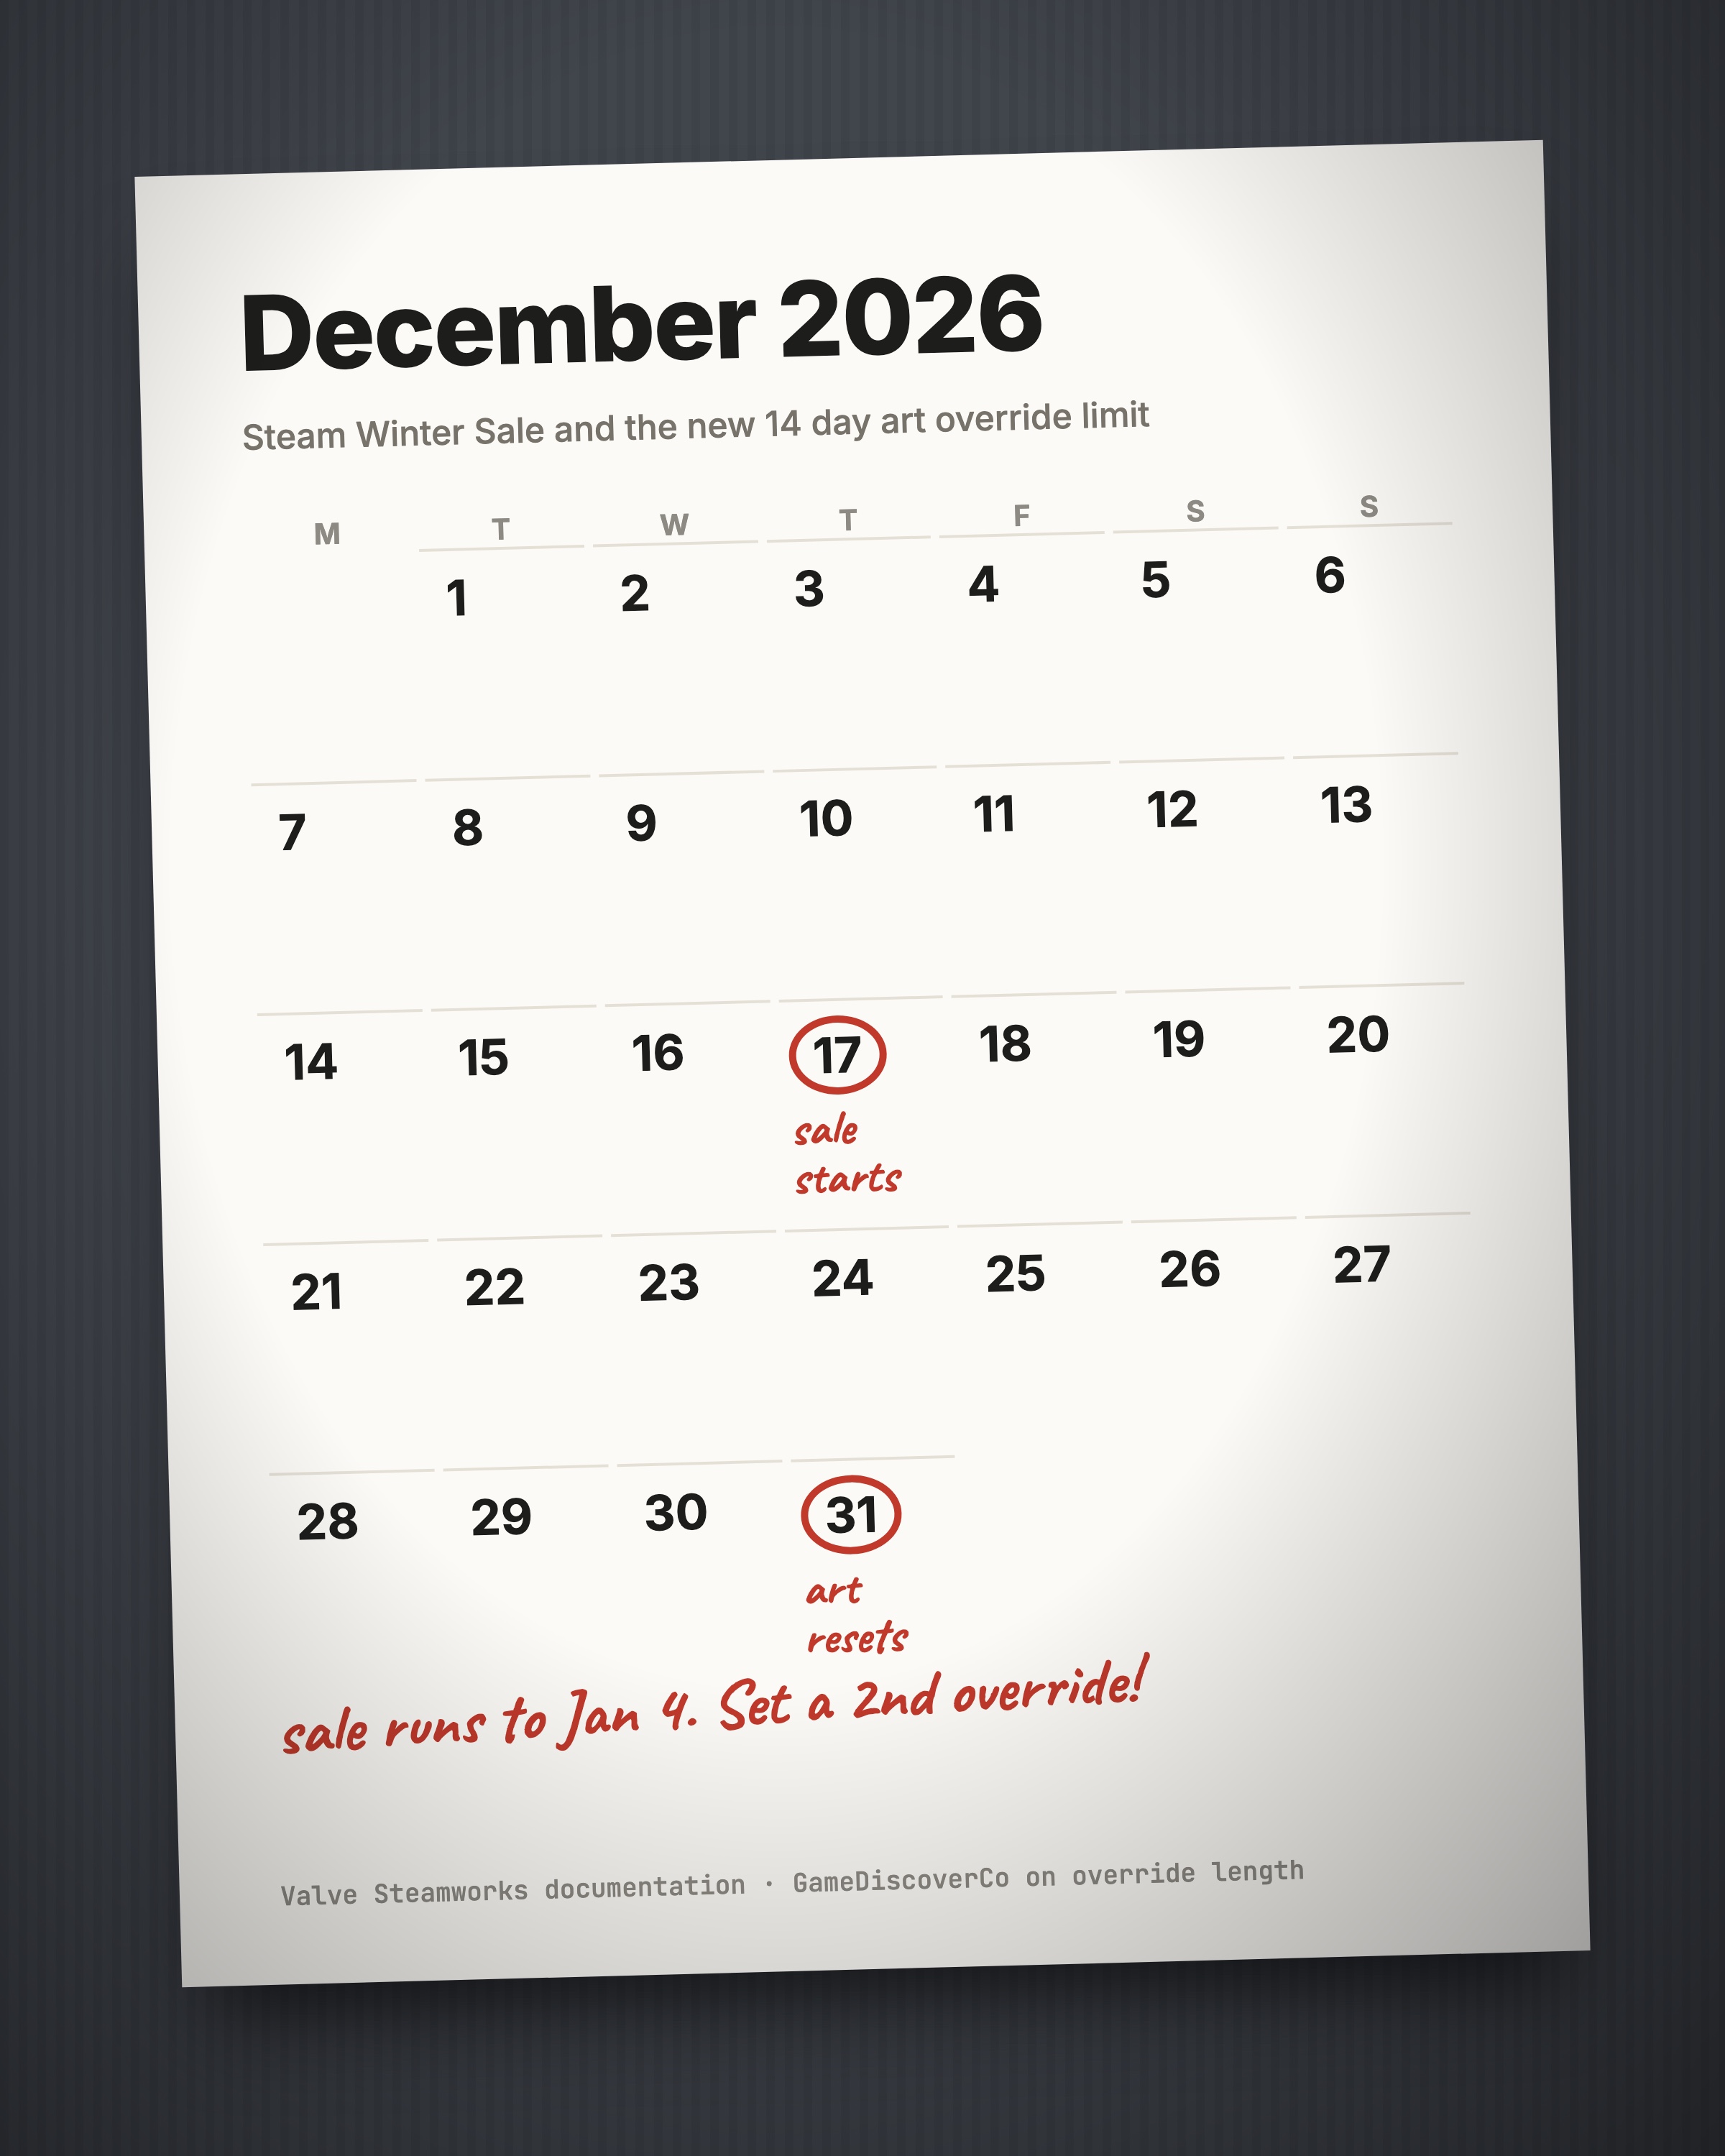 December 2026
Steam Winter Sale and the new 14 day art override limit
M T W T F S S
1 2 3 4 5 6
7 8 9 10 11 12 13
14 15 16 17 18 19 20
sale
starts
21 22 23 24 25 26 27
28 29 30 31
art
resets
sale runs to Jan 4. Set a 2nd override!
Valve Steamworks documentation · GameDiscoverCo on override length